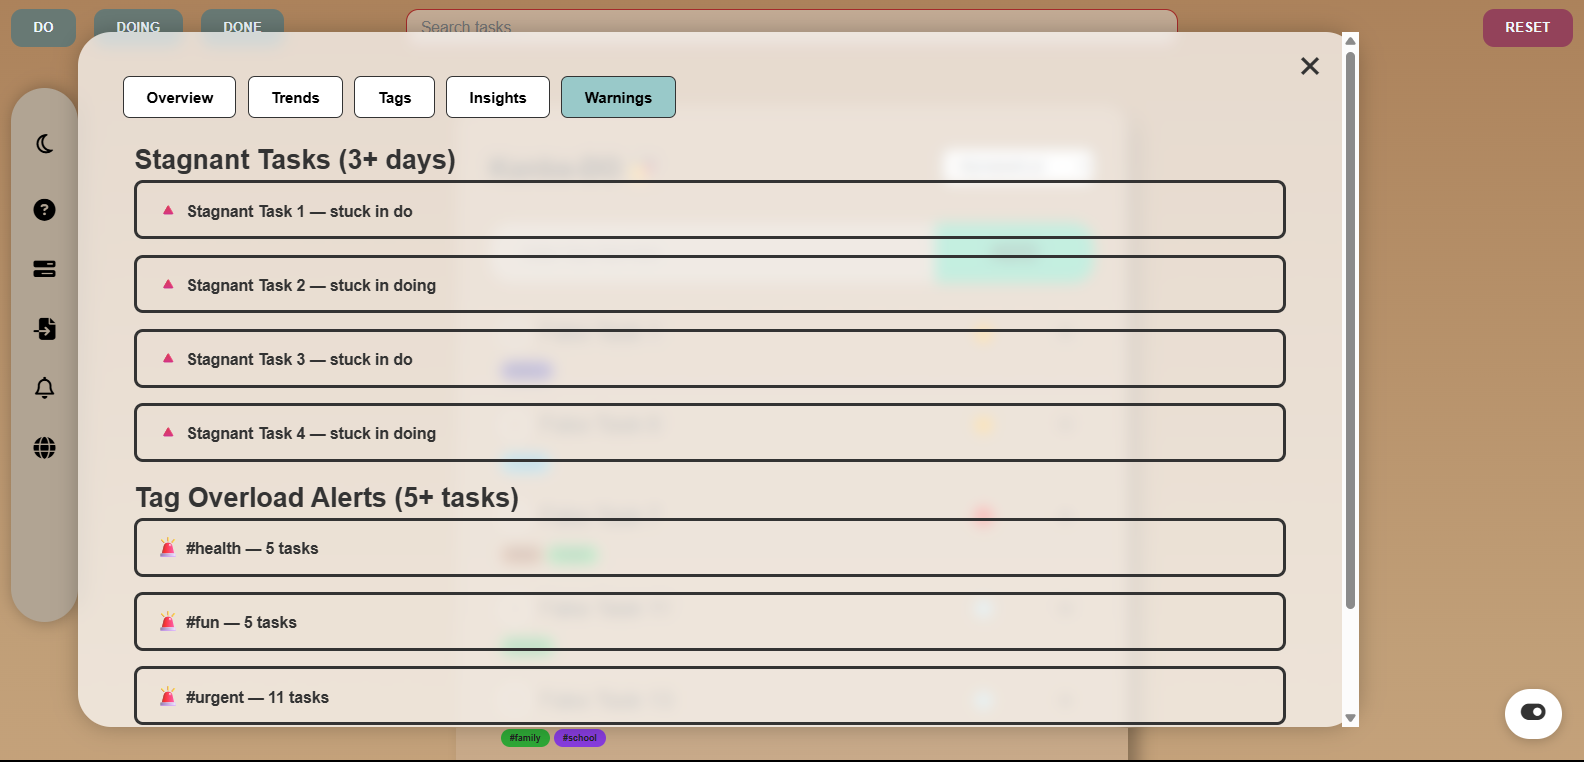 DO DOING DONE Search tasks RESET
Overview Trends Tags Insights Warnings
Stagnant Tasks (3+ days)
Stagnant Task 1 — stuck in do
Stagnant Task 2 — stuck in doing
Stagnant Task 3 — stuck in do
Stagnant Task 4 — stuck in doing
Tag Overload Alerts (5+ tasks)
#health — 5 tasks
#fun — 5 tasks
#urgent — 11 tasks
#family #school